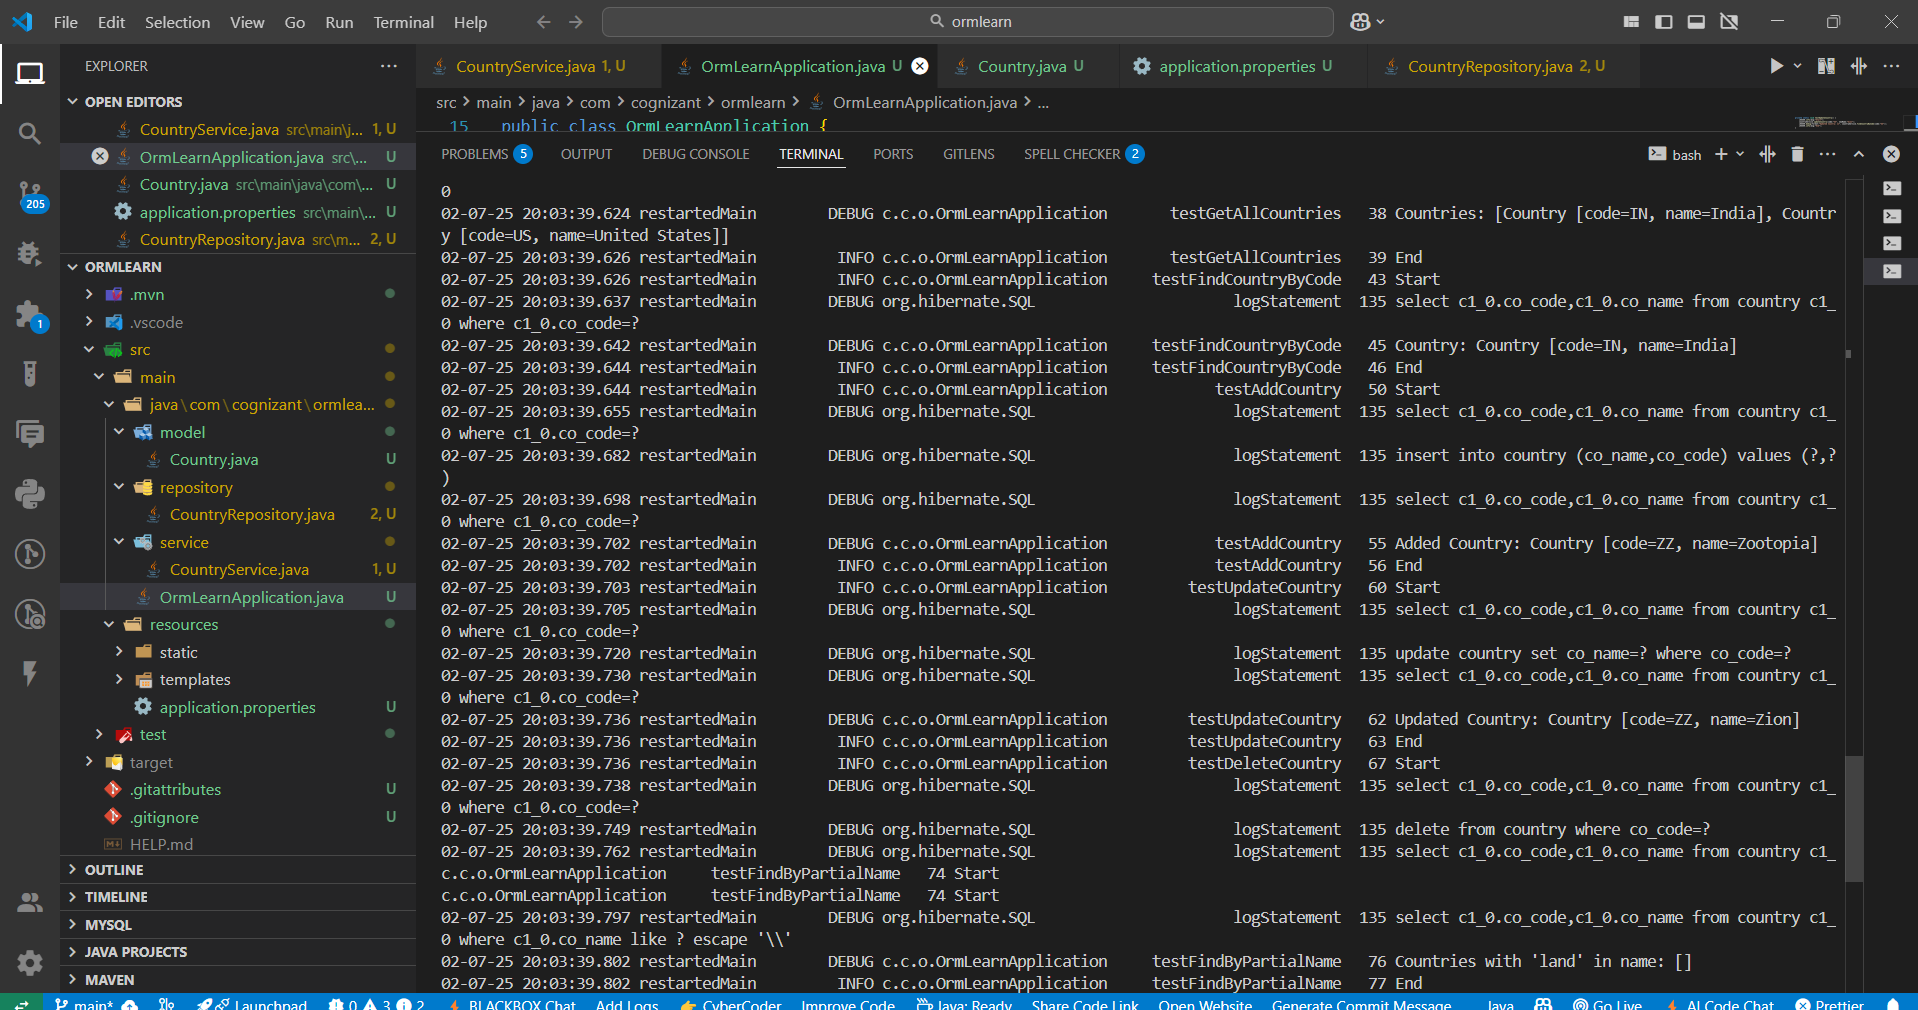 File Edit Selection View Go Run Terminal Help
ormlearn
EXPLORER
OPEN EDITORS
CountryService.java src\main\j... 1, U
OrmLearnApplication.java src\... U
Country.java src\main\java\com\... U
application.properties src\main\... U
CountryRepository.java src\m... 2, U
ORMLEARN
.mvn
.vscode
src
main
java\com\cognizant\ormlea...
model
Country.java U
repository
CountryRepository.java 2, U
service
CountryService.java 1, U
OrmLearnApplication.java U
resources
static
templates
application.properties U
test
target
.gitattributes U
.gitignore U
HELP.md
OUTLINE
TIMELINE
MYSQL
JAVA PROJECTS
MAVEN
205
1
CountryService.java 1, U
OrmLearnApplication.java U
Country.java U
application.properties U
CountryRepository.java 2, U
src > main > java > com > cognizant > ormlearn > OrmLearnApplication.java > ...
15 public class OrmLearnApplication {
PROBLEMS 5 OUTPUT DEBUG CONSOLE TERMINAL PORTS GITLENS SPELL CHECKER 2
bash
0
02-07-25 20:03:39.624 restartedMain DEBUG c.c.o.OrmLearnApplication testGetAllCountries 38 Countries: [Country [code=IN, name=India], Countr
y [code=US, name=United States]]
02-07-25 20:03:39.626 restartedMain INFO c.c.o.OrmLearnApplication testGetAllCountries 39 End
02-07-25 20:03:39.626 restartedMain INFO c.c.o.OrmLearnApplication testFindCountryByCode 43 Start
02-07-25 20:03:39.637 restartedMain DEBUG org.hibernate.SQL logStatement 135 select c1_0.co_code,c1_0.co_name from country c1_
0 where c1_0.co_code=?
02-07-25 20:03:39.642 restartedMain DEBUG c.c.o.OrmLearnApplication testFindCountryByCode 45 Country: Country [code=IN, name=India]
02-07-25 20:03:39.644 restartedMain INFO c.c.o.OrmLearnApplication testFindCountryByCode 46 End
02-07-25 20:03:39.644 restartedMain INFO c.c.o.OrmLearnApplication testAddCountry 50 Start
02-07-25 20:03:39.655 restartedMain DEBUG org.hibernate.SQL logStatement 135 select c1_0.co_code,c1_0.co_name from country c1_
0 where c1_0.co_code=?
02-07-25 20:03:39.682 restartedMain DEBUG org.hibernate.SQL logStatement 135 insert into country (co_name,co_code) values (?,?
)
02-07-25 20:03:39.698 restartedMain DEBUG org.hibernate.SQL logStatement 135 select c1_0.co_code,c1_0.co_name from country c1_
0 where c1_0.co_code=?
02-07-25 20:03:39.702 restartedMain DEBUG c.c.o.OrmLearnApplication testAddCountry 55 Added Country: Country [code=ZZ, name=Zootopia]
02-07-25 20:03:39.702 restartedMain INFO c.c.o.OrmLearnApplication testAddCountry 56 End
02-07-25 20:03:39.703 restartedMain INFO c.c.o.OrmLearnApplication testUpdateCountry 60 Start
02-07-25 20:03:39.705 restartedMain DEBUG org.hibernate.SQL logStatement 135 select c1_0.co_code,c1_0.co_name from country c1_
0 where c1_0.co_code=?
02-07-25 20:03:39.720 restartedMain DEBUG org.hibernate.SQL logStatement 135 update country set co_name=? where co_code=?
02-07-25 20:03:39.730 restartedMain DEBUG org.hibernate.SQL logStatement 135 select c1_0.co_code,c1_0.co_name from country c1_
0 where c1_0.co_code=?
02-07-25 20:03:39.736 restartedMain DEBUG c.c.o.OrmLearnApplication testUpdateCountry 62 Updated Country: Country [code=ZZ, name=Zion]
02-07-25 20:03:39.736 restartedMain INFO c.c.o.OrmLearnApplication testUpdateCountry 63 End
02-07-25 20:03:39.736 restartedMain INFO c.c.o.OrmLearnApplication testDeleteCountry 67 Start
02-07-25 20:03:39.738 restartedMain DEBUG org.hibernate.SQL logStatement 135 select c1_0.co_code,c1_0.co_name from country c1_
0 where c1_0.co_code=?
02-07-25 20:03:39.749 restartedMain DEBUG org.hibernate.SQL logStatement 135 delete from country where co_code=?
02-07-25 20:03:39.762 restartedMain DEBUG org.hibernate.SQL logStatement 135 select c1_0.co_code,c1_0.co_name from country c1_
c.c.o.OrmLearnApplication testFindByPartialName 74 Start
c.c.o.OrmLearnApplication testFindByPartialName 74 Start
02-07-25 20:03:39.797 restartedMain DEBUG org.hibernate.SQL logStatement 135 select c1_0.co_code,c1_0.co_name from country c1_
0 where c1_0.co_name like ? escape '\\'
02-07-25 20:03:39.802 restartedMain DEBUG c.c.o.OrmLearnApplication testFindByPartialName 76 Countries with 'land' in name: []
02-07-25 20:03:39.802 restartedMain INFO c.c.o.OrmLearnApplication testFindByPartialName 77 End
main* Launchpad 0 3 2 BLACKBOX Chat Add Logs CyberCoder Improve Code Java: Ready Share Code Link Open Website Generate Commit Message Java Go Live AI Code Chat Prettier